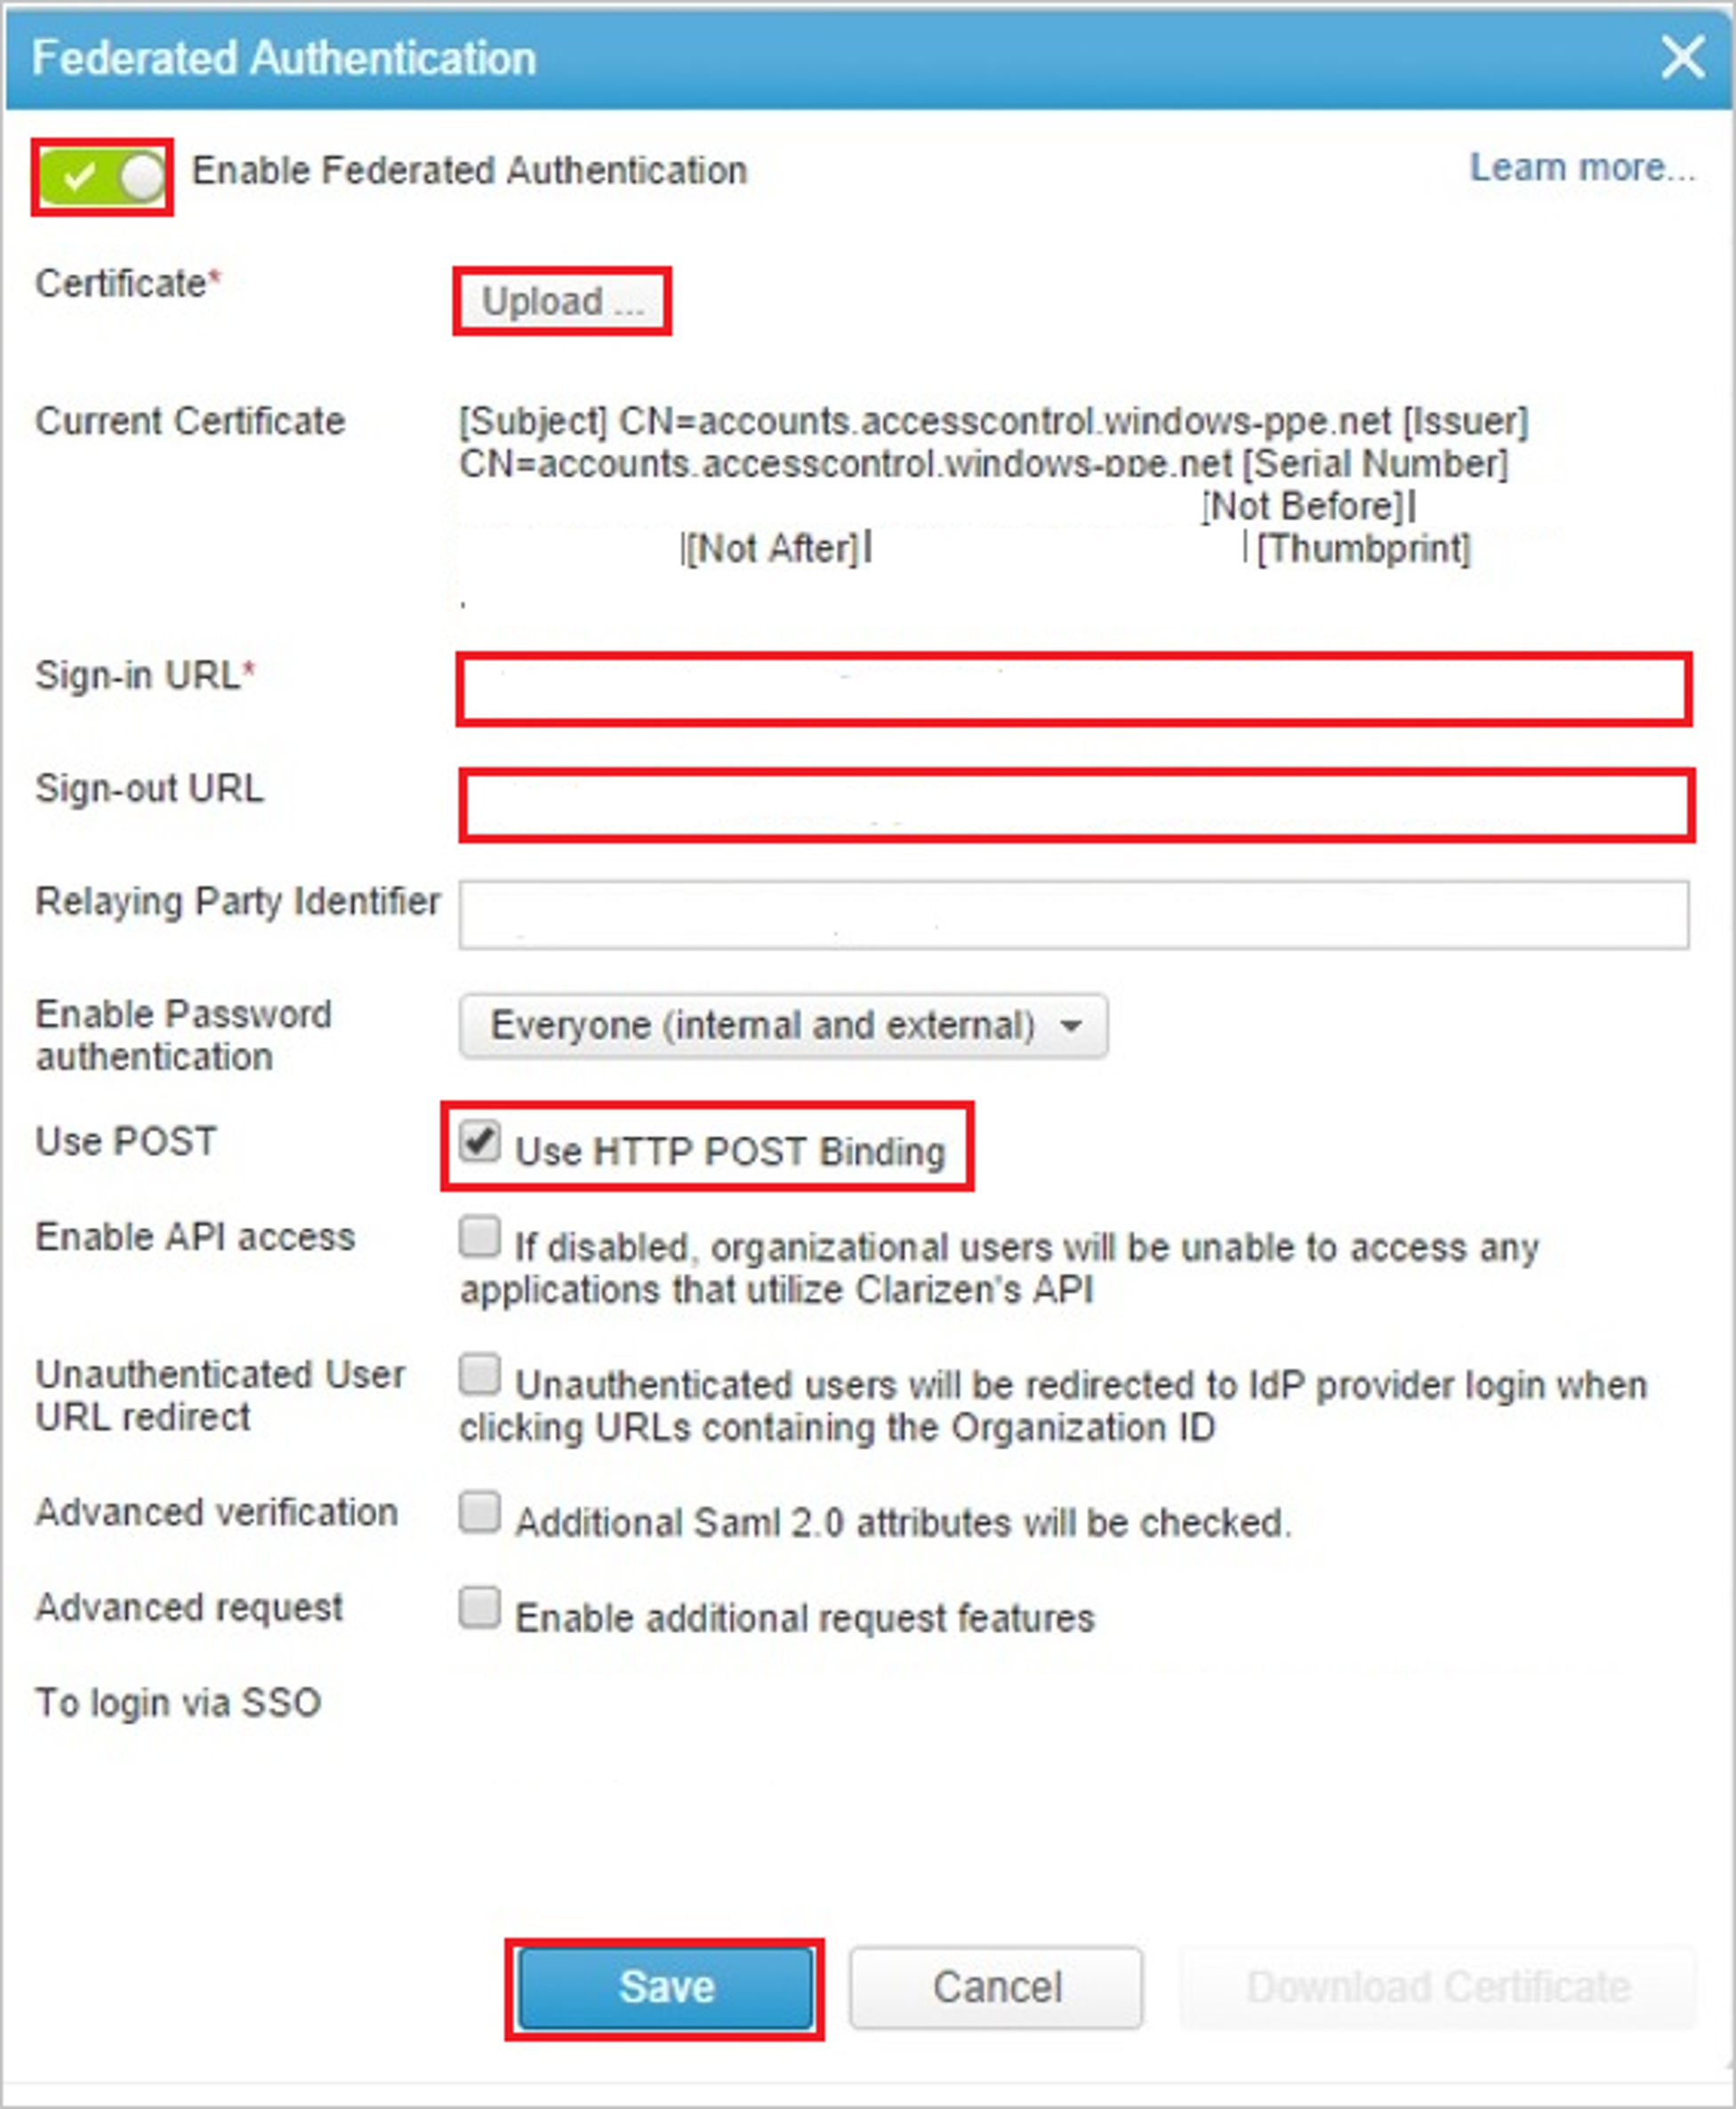 Federated Authentication
Enable Federated Authentication
Learn more...
Certificate*
Upload ...
Current Certificate
[Subject] CN=accounts.accesscontrol.windows-ppe.net [Issuer]
CN=accounts.accesscontrol.windows-ppe.net [Serial Number]
[Not Before]
[Not After]
[Thumbprint]
Sign-in URL*
Sign-out URL
Relaying Party Identifier
Enable Password
authentication
Everyone (internal and external)
Use POST
Use HTTP POST Binding
Enable API access
If disabled, organizational users will be unable to access any
applications that utilize Clarizen's API
Unauthenticated User
URL redirect
Unauthenticated users will be redirected to IdP provider login when
clicking URLs containing the Organization ID
Advanced verification
Additional Saml 2.0 attributes will be checked.
Advanced request
Enable additional request features
To login via SSO
Save
Cancel
Download Certificate